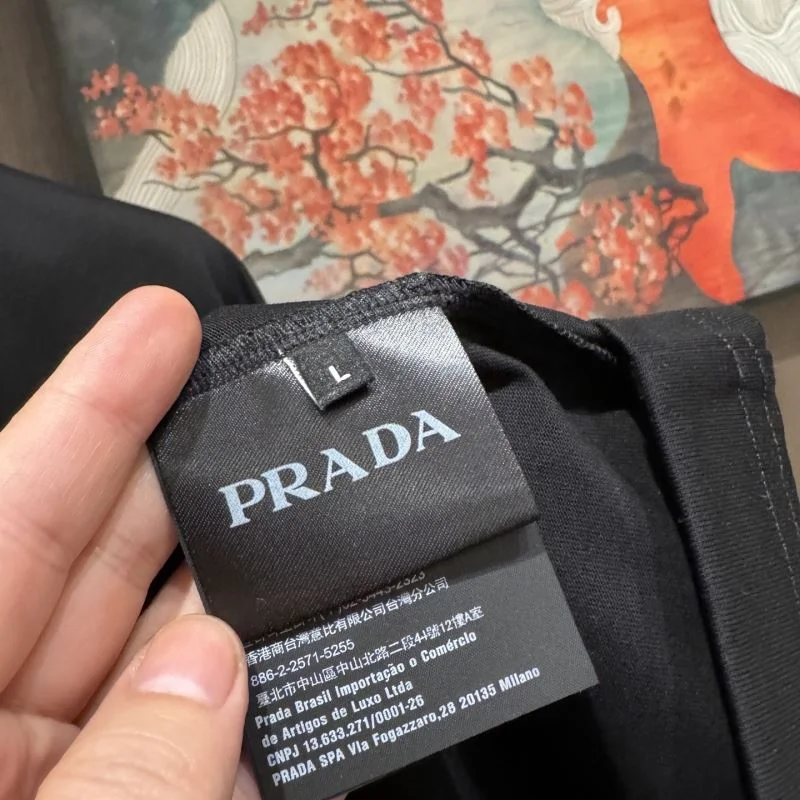 L
PRADA
香港商台灣意比有限公司台灣分公司
886-2-2571-5255
臺北市中山區中山北路二段44號12樓A室
Prada Brasil Importação o Comércio
de Artigos de Luxo Ltda
CNPJ 13.633.271/0001-26
PRADA SPA Via Fogazzaro,28 20135 Milano